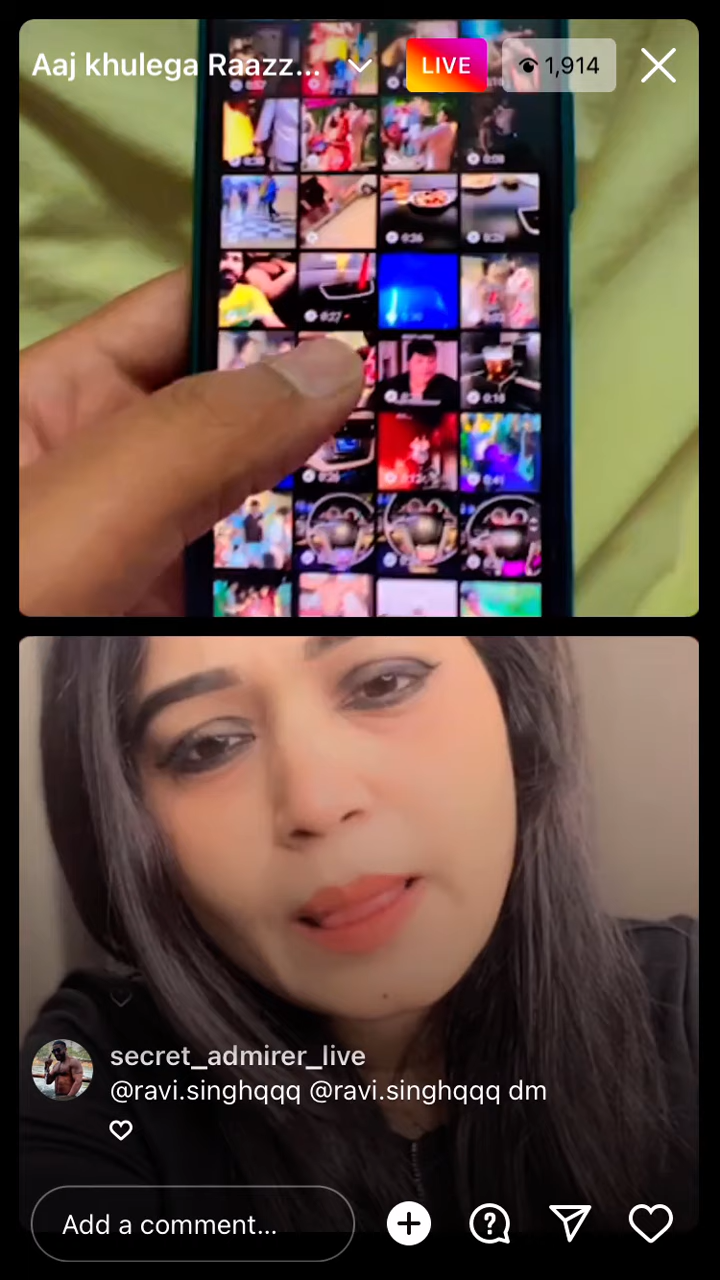 Aaj khulega Raazz...
LIVE
1,914
secret_admirer_live
@ravi.singhqqq @ravi.singhqqq dm
Add a comment...